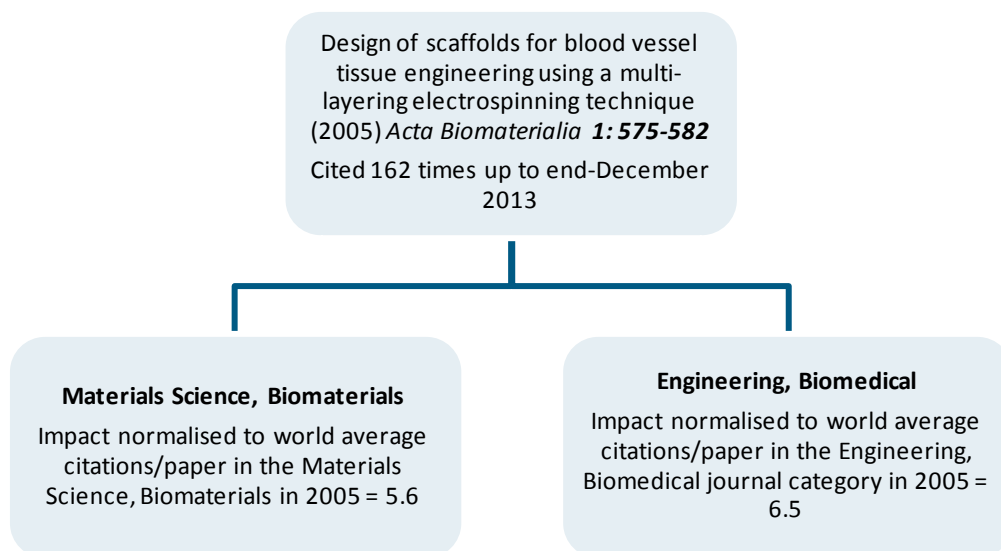 Design of scaffolds for blood vessel
tissue engineering using a multi-
layering electrospinning technique
(2005) Acta Biomaterialia 1: 575-582
Cited 162 times up to end-December
2013
Materials Science, Biomaterials
Impact normalised to world average
citations/paper in the Materials
Science, Biomaterials in 2005 = 5.6
Engineering, Biomedical
Impact normalised to world average
citations/paper in the Engineering,
Biomedical journal category in 2005 =
6.5